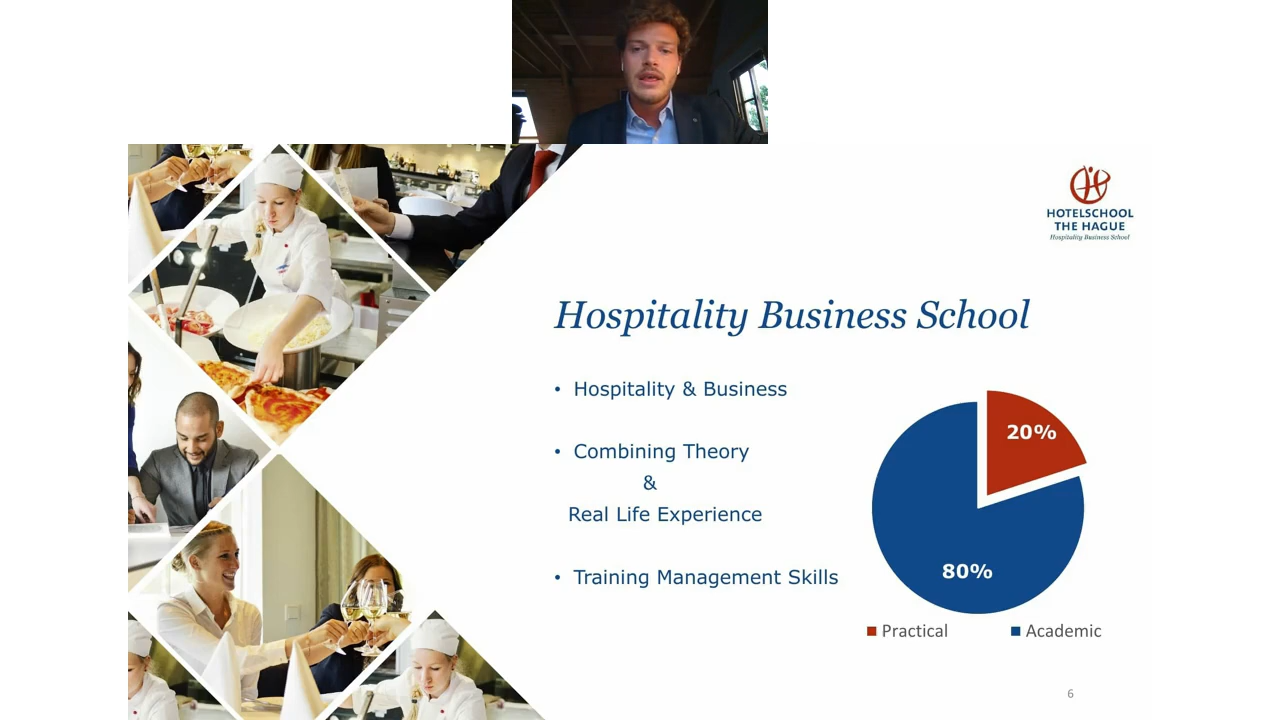 HOTELSCHOOL
THE HAGUE
Hospitality Business School
Hospitality Business School
• Hospitality & Business
• Combining Theory
&
Real Life Experience
• Training Management Skills
20%
80%
Practical
Academic
6